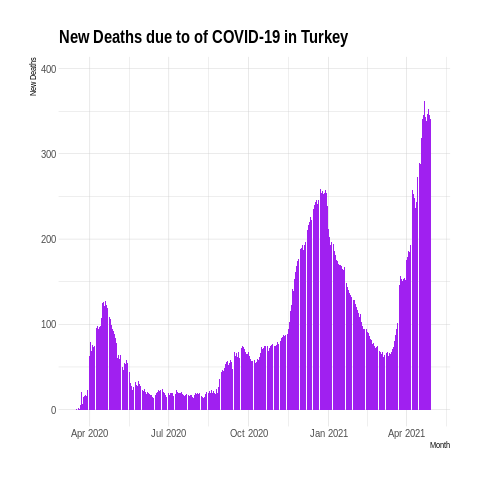 New Deaths due to of COVID-19 in Turkey
New Deaths
400
300
200
100
0
Apr 2020 Jul 2020 Oct 2020 Jan 2021 Apr 2021
Month